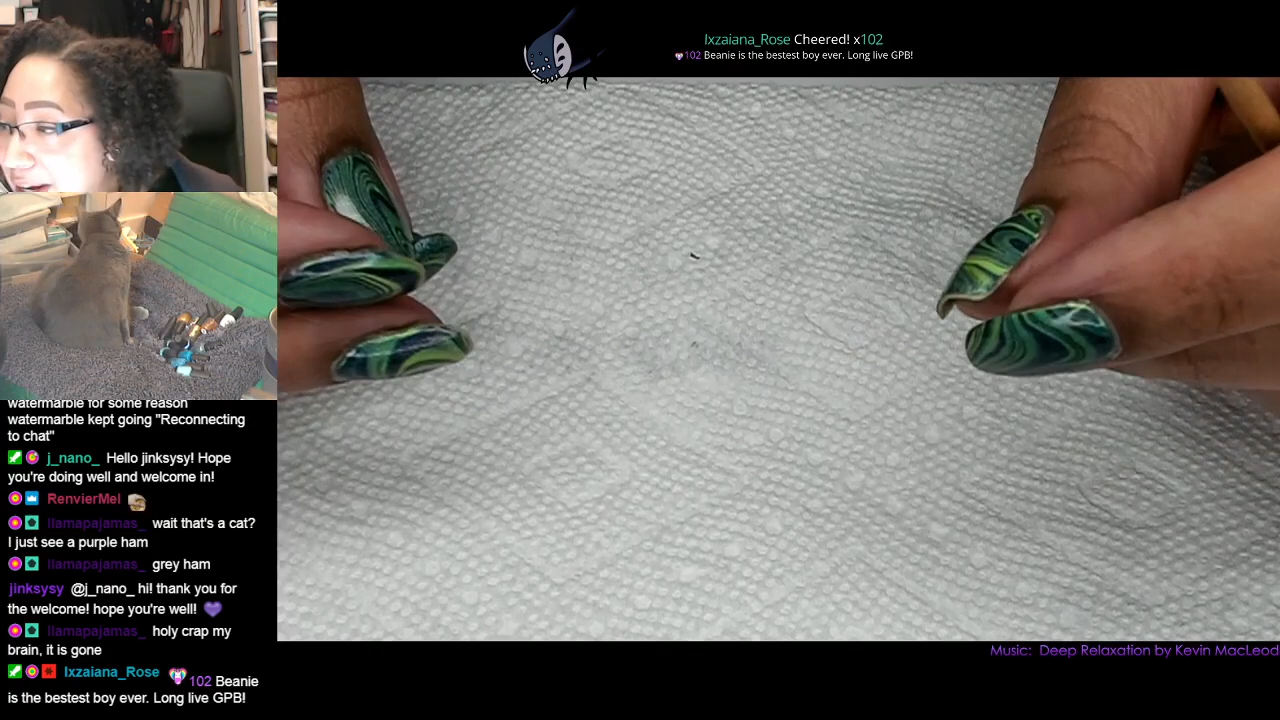 Ixzaiana_Rose Cheered! x102
102 Beanie is the bestest boy ever. Long live GPB!
watermarble for some reason
watermarble kept going "Reconnecting
to chat"
j_nano_ Hello jinksysy! Hope
you're doing well and welcome in!
RenvierMel
llamapajamas_ wait that's a cat?
I just see a purple ham
llamapajamas_ grey ham
jinksysy @j_nano_ hi! thank you for
the welcome! hope you're well!
llamapajamas_ holy crap my
brain, it is gone
Ixzaiana_Rose 102 Beanie
is the bestest boy ever. Long live GPB!
Music: Deep Relaxation by Kevin MacLeod